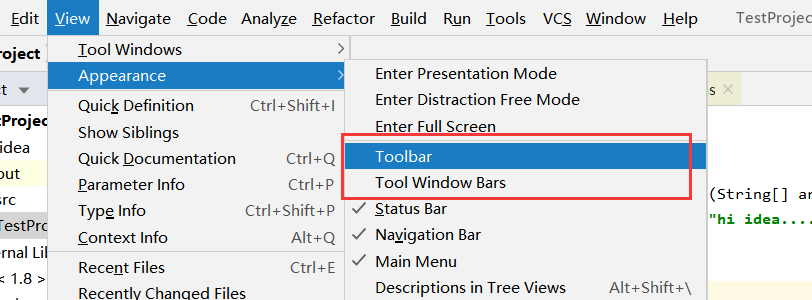 Edit View Navigate Code Analyze Refactor Build Run Tools VCS Window Help TestProject
Tool Windows
Appearance
Quick Definition Ctrl+Shift+I
Show Siblings
Quick Documentation Ctrl+Q
Parameter Info Ctrl+P
Type Info Ctrl+Shift+P
Context Info Alt+Q
Recent Files Ctrl+E
Recently Changed Files
Enter Presentation Mode
Enter Distraction Free Mode
Enter Full Screen
Toolbar
Tool Window Bars
Status Bar
Navigation Bar
Main Menu
Descriptions in Tree Views Alt+Shift+\
roject
t
tProjec
idea
out
src
TestPro
ernal Lib
< 1.8 >
s
(String[] ar
"hi idea....